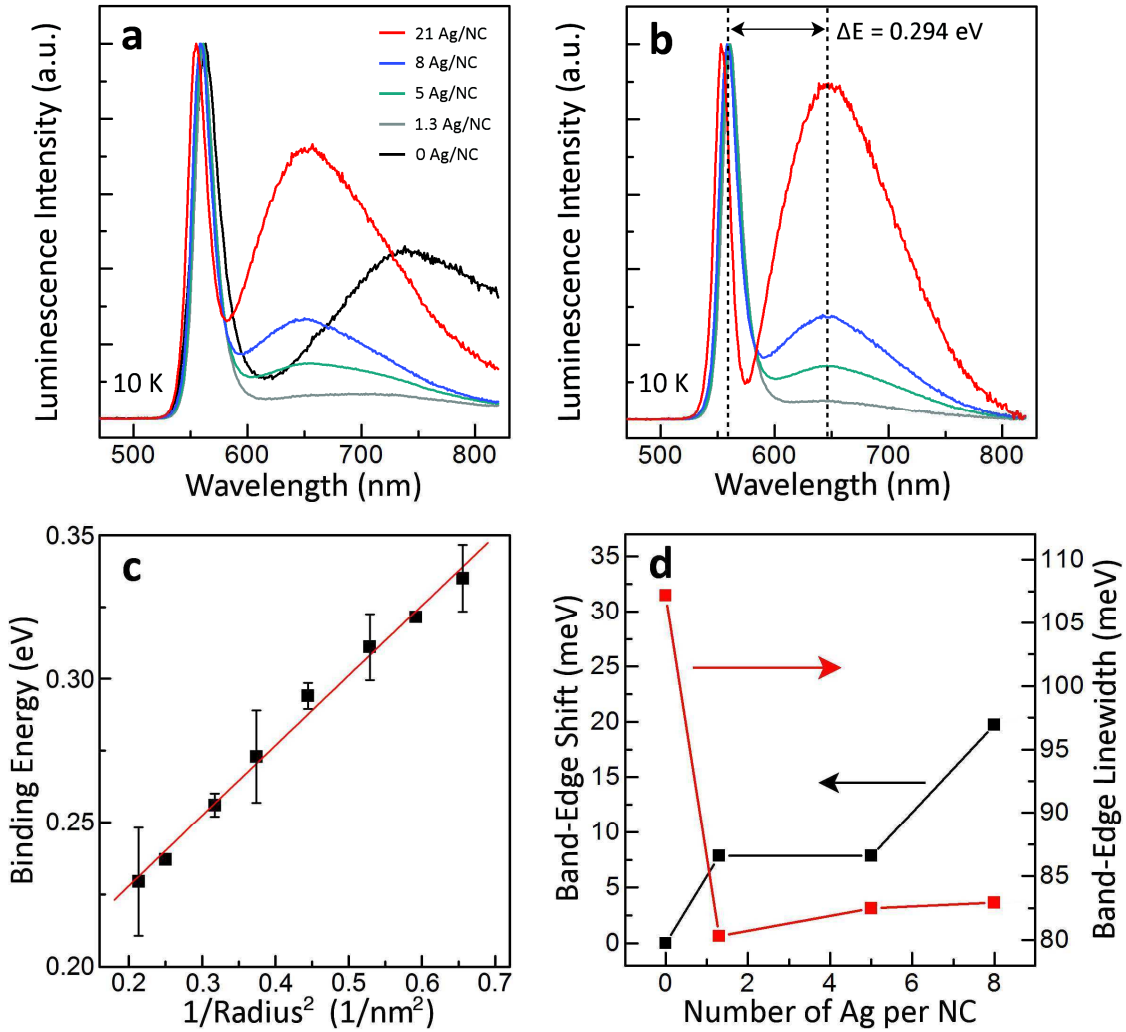 a
21 Ag/NC
8 Ag/NC
5 Ag/NC
1.3 Ag/NC
0 Ag/NC
10 K
Luminescence Intensity (a.u.)
500 600 700 800
Wavelength (nm)
b
ΔE = 0.294 eV
10 K
Luminescence Intensity (a.u.)
500 600 700 800
Wavelength (nm)
c
Binding Energy (eV)
0.35
0.30
0.25
0.20
0.2 0.3 0.4 0.5 0.6 0.7
1/Radius² (1/nm²)
d
Band-Edge Shift (meV)
35
30
25
20
15
10
5
0
110
105
100
95
90
85
80
Band-Edge Linewidth (meV)
0 2 4 6 8
Number of Ag per NC